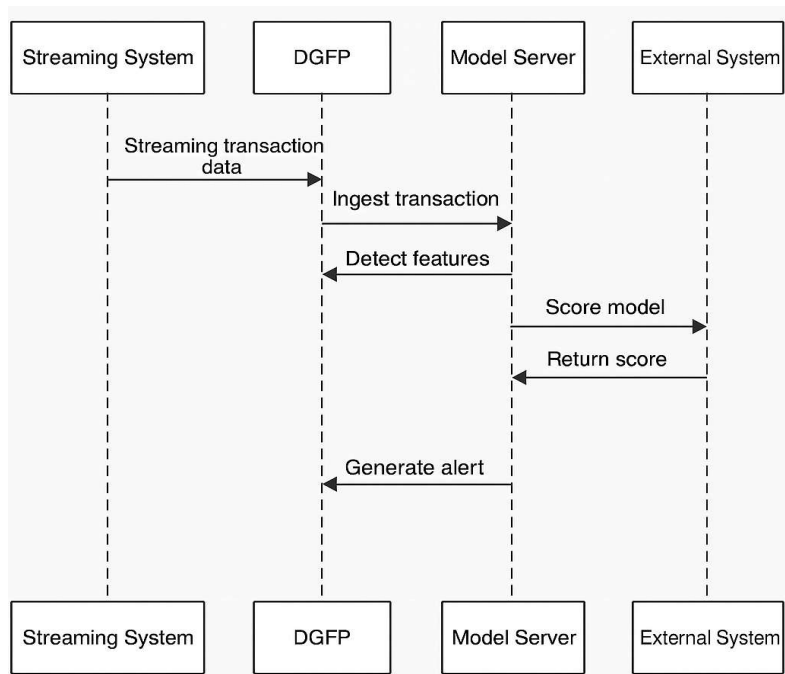 Streaming System
DGFP
Model Server
External System
Streaming transaction
data
Ingest transaction
Detect features
Score model
Return score
Generate alert
Streaming System
DGFP
Model Server
External System